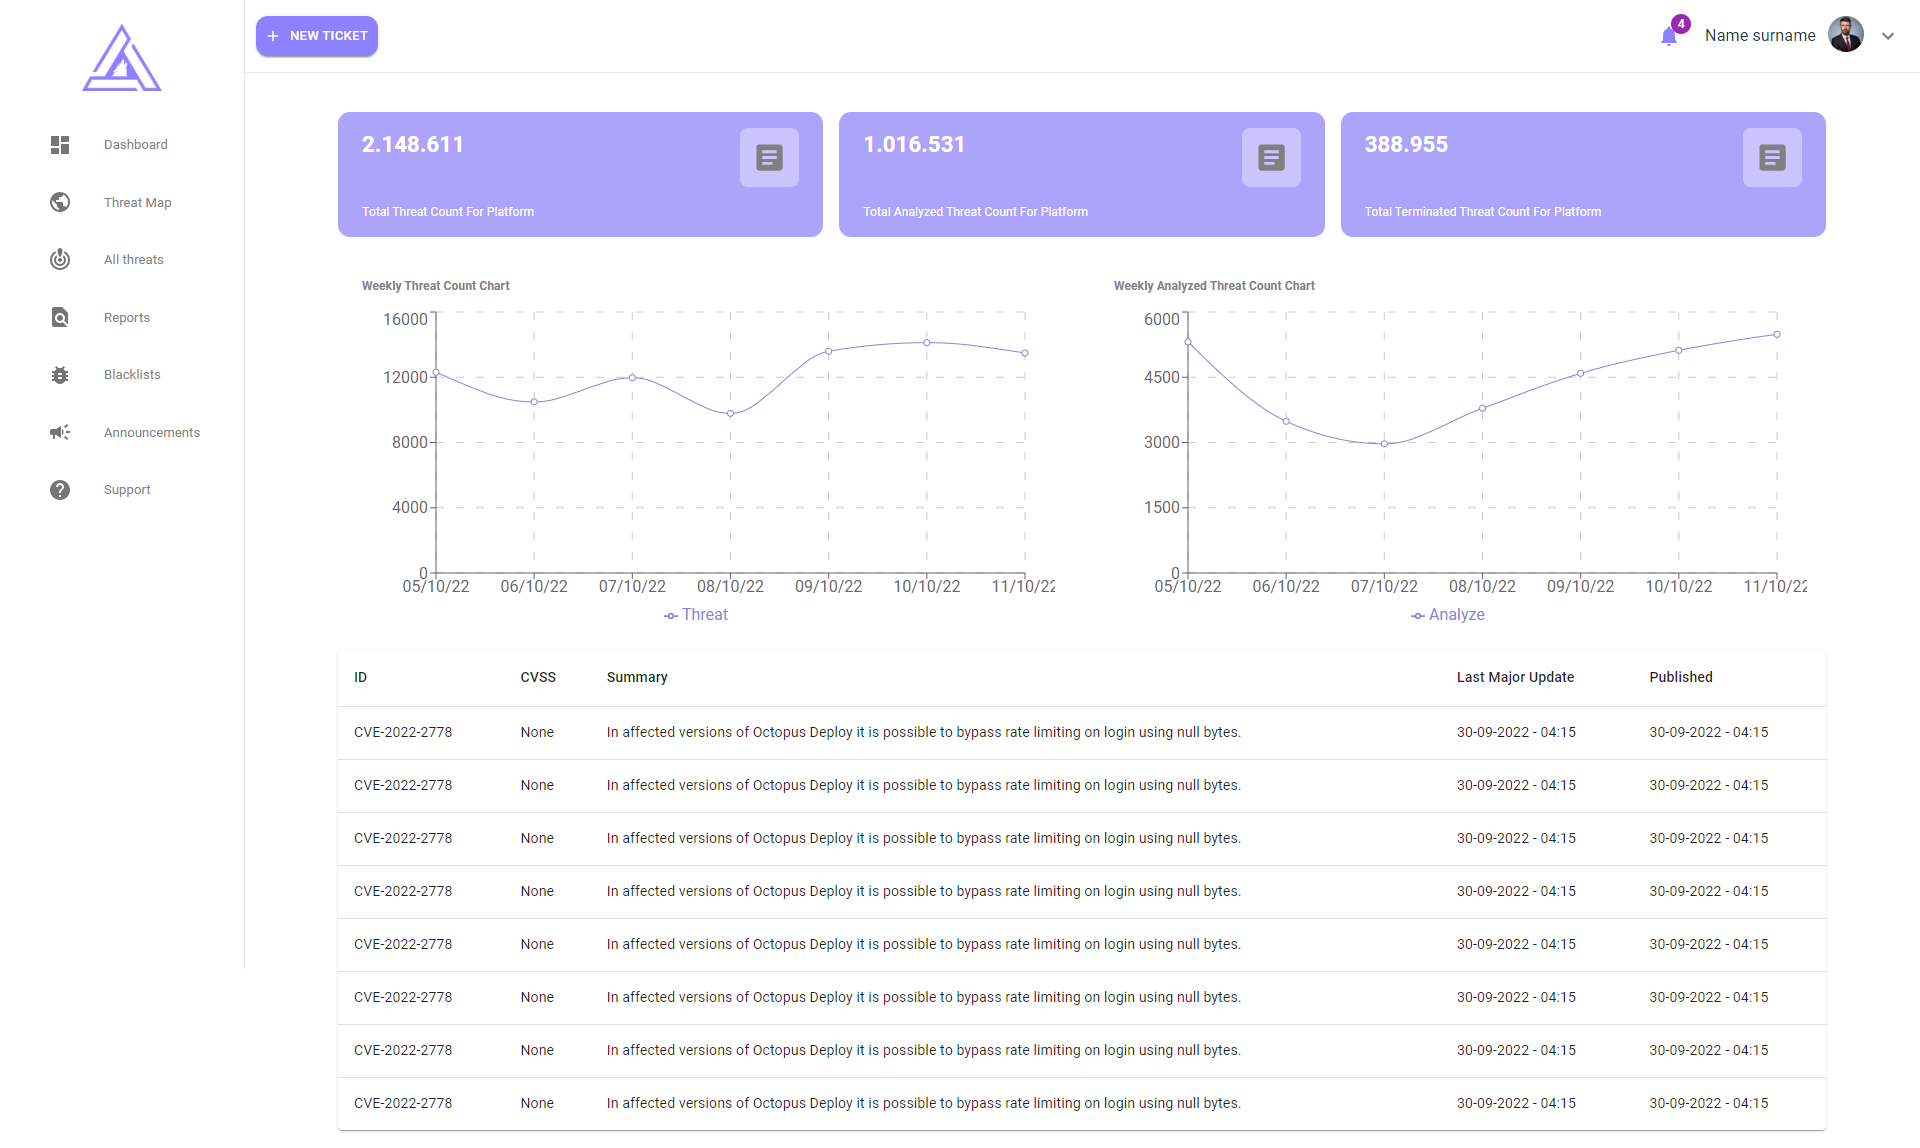 NEW TICKET
4
Name surname
Dashboard
Threat Map
All threats
Reports
Blacklists
Announcements
Support
2.148.611
Total Threat Count For Platform
1.016.531
Total Analyzed Threat Count For Platform
388.955
Total Terminated Threat Count For Platform
Weekly Threat Count Chart
16000
12000
8000
4000
0
05/10/22 06/10/22 07/10/22 08/10/22 09/10/22 10/10/22 11/10/22
Threat
Weekly Analyzed Threat Count Chart
6000
4500
3000
1500
0
05/10/22 06/10/22 07/10/22 08/10/22 09/10/22 10/10/22 11/10/22
Analyze
ID CVSS Summary Last Major Update Published
CVE-2022-2778 None In affected versions of Octopus Deploy it is possible to bypass rate limiting on login using null bytes. 30-09-2022 - 04:15 30-09-2022 - 04:15
CVE-2022-2778 None In affected versions of Octopus Deploy it is possible to bypass rate limiting on login using null bytes. 30-09-2022 - 04:15 30-09-2022 - 04:15
CVE-2022-2778 None In affected versions of Octopus Deploy it is possible to bypass rate limiting on login using null bytes. 30-09-2022 - 04:15 30-09-2022 - 04:15
CVE-2022-2778 None In affected versions of Octopus Deploy it is possible to bypass rate limiting on login using null bytes. 30-09-2022 - 04:15 30-09-2022 - 04:15
CVE-2022-2778 None In affected versions of Octopus Deploy it is possible to bypass rate limiting on login using null bytes. 30-09-2022 - 04:15 30-09-2022 - 04:15
CVE-2022-2778 None In affected versions of Octopus Deploy it is possible to bypass rate limiting on login using null bytes. 30-09-2022 - 04:15 30-09-2022 - 04:15
CVE-2022-2778 None In affected versions of Octopus Deploy it is possible to bypass rate limiting on login using null bytes. 30-09-2022 - 04:15 30-09-2022 - 04:15
CVE-2022-2778 None In affected versions of Octopus Deploy it is possible to bypass rate limiting on login using null bytes. 30-09-2022 - 04:15 30-09-2022 - 04:15